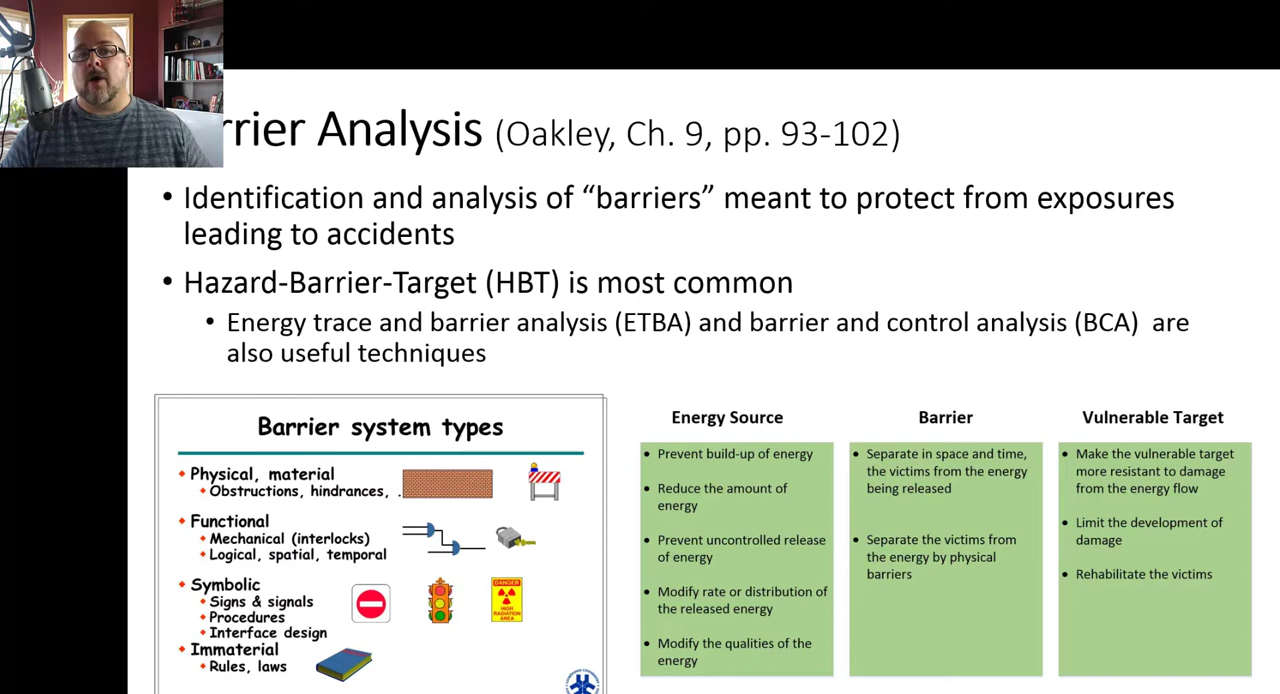 rrier Analysis (Oakley, Ch. 9, pp. 93-102)
• Identification and analysis of “barriers” meant to protect from exposures
leading to accidents
• Hazard-Barrier-Target (HBT) is most common
• Energy trace and barrier analysis (ETBA) and barrier and control analysis (BCA) are
also useful techniques
Barrier system types
Physical, material
Obstructions, hindrances, .
Functional
Mechanical (interlocks)
Logical, spatial, temporal
Symbolic
Signs & signals
Procedures
Interface design
DANGER
HIGH
RADIATION
AREA
Immaterial
Rules, laws
Energy Source
• Prevent build-up of energy
• Reduce the amount of
energy
• Prevent uncontrolled release
of energy
• Modify rate or distribution of
the released energy
• Modify the qualities of the
energy
Barrier
• Separate in space and time,
the victims from the energy
being released
• Separate the victims from
the energy by physical
barriers
Vulnerable Target
• Make the vulnerable target
more resistant to damage
from the energy flow
• Limit the development of
damage
• Rehabilitate the victims